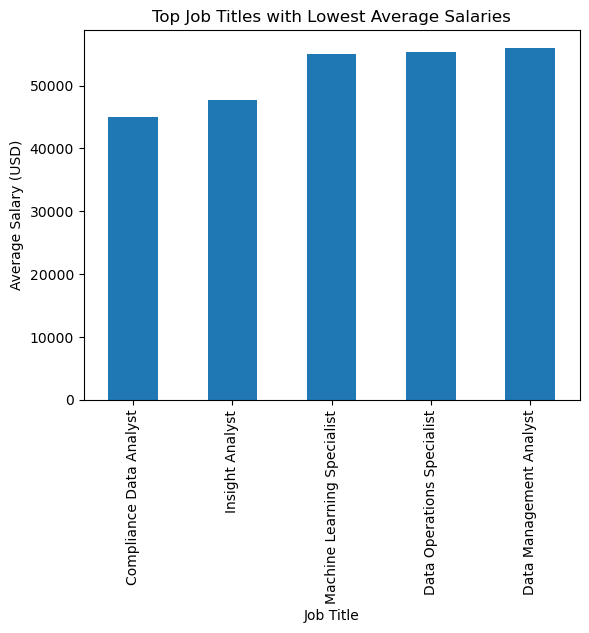 Top Job Titles with Lowest Average Salaries
Average Salary (USD)
50000
40000
30000
20000
10000
0
Compliance Data Analyst
Insight Analyst
Machine Learning Specialist
Data Operations Specialist
Data Management Analyst
Job Title